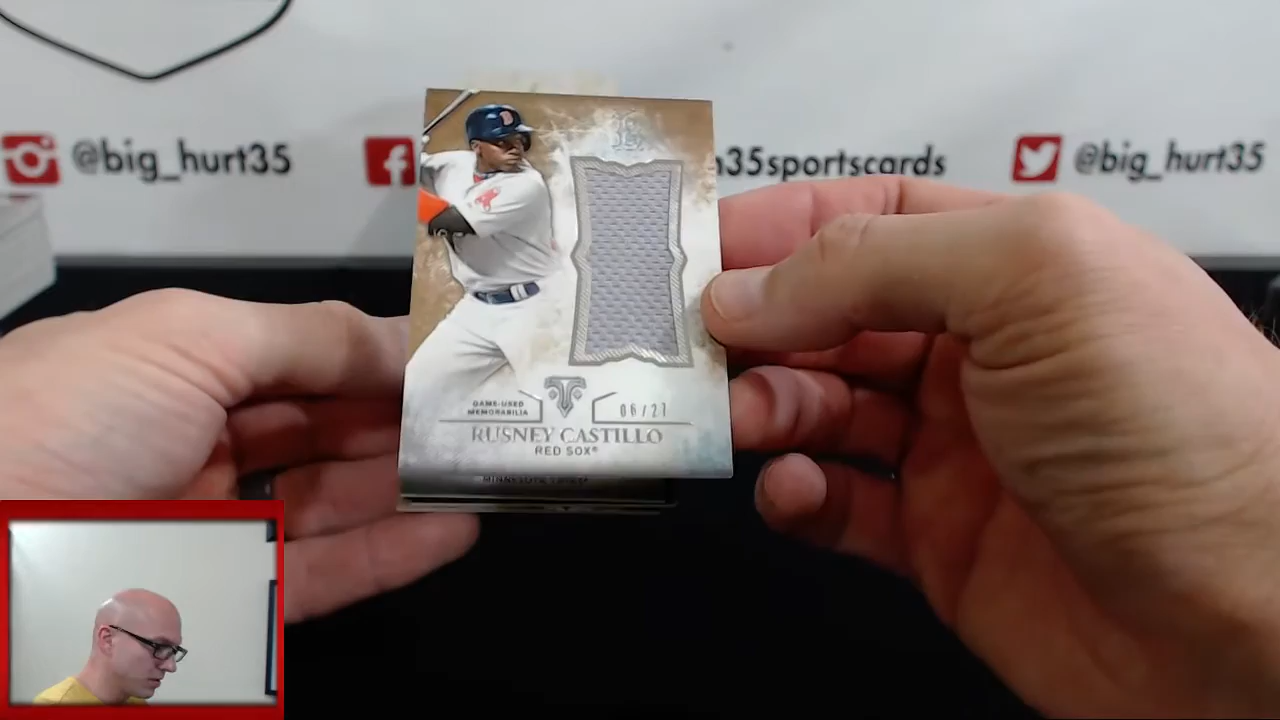 @big_hurt35
35sportscards
@big_hurt35
B
GAME-USED
MEMORABILIA
06/27
RUSNEY CASTILLO
RED SOX®